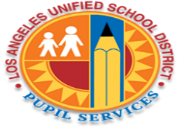 LOS ANGELES UNIFIED SCHOOL DISTRICT
• PUPIL SERVICES •